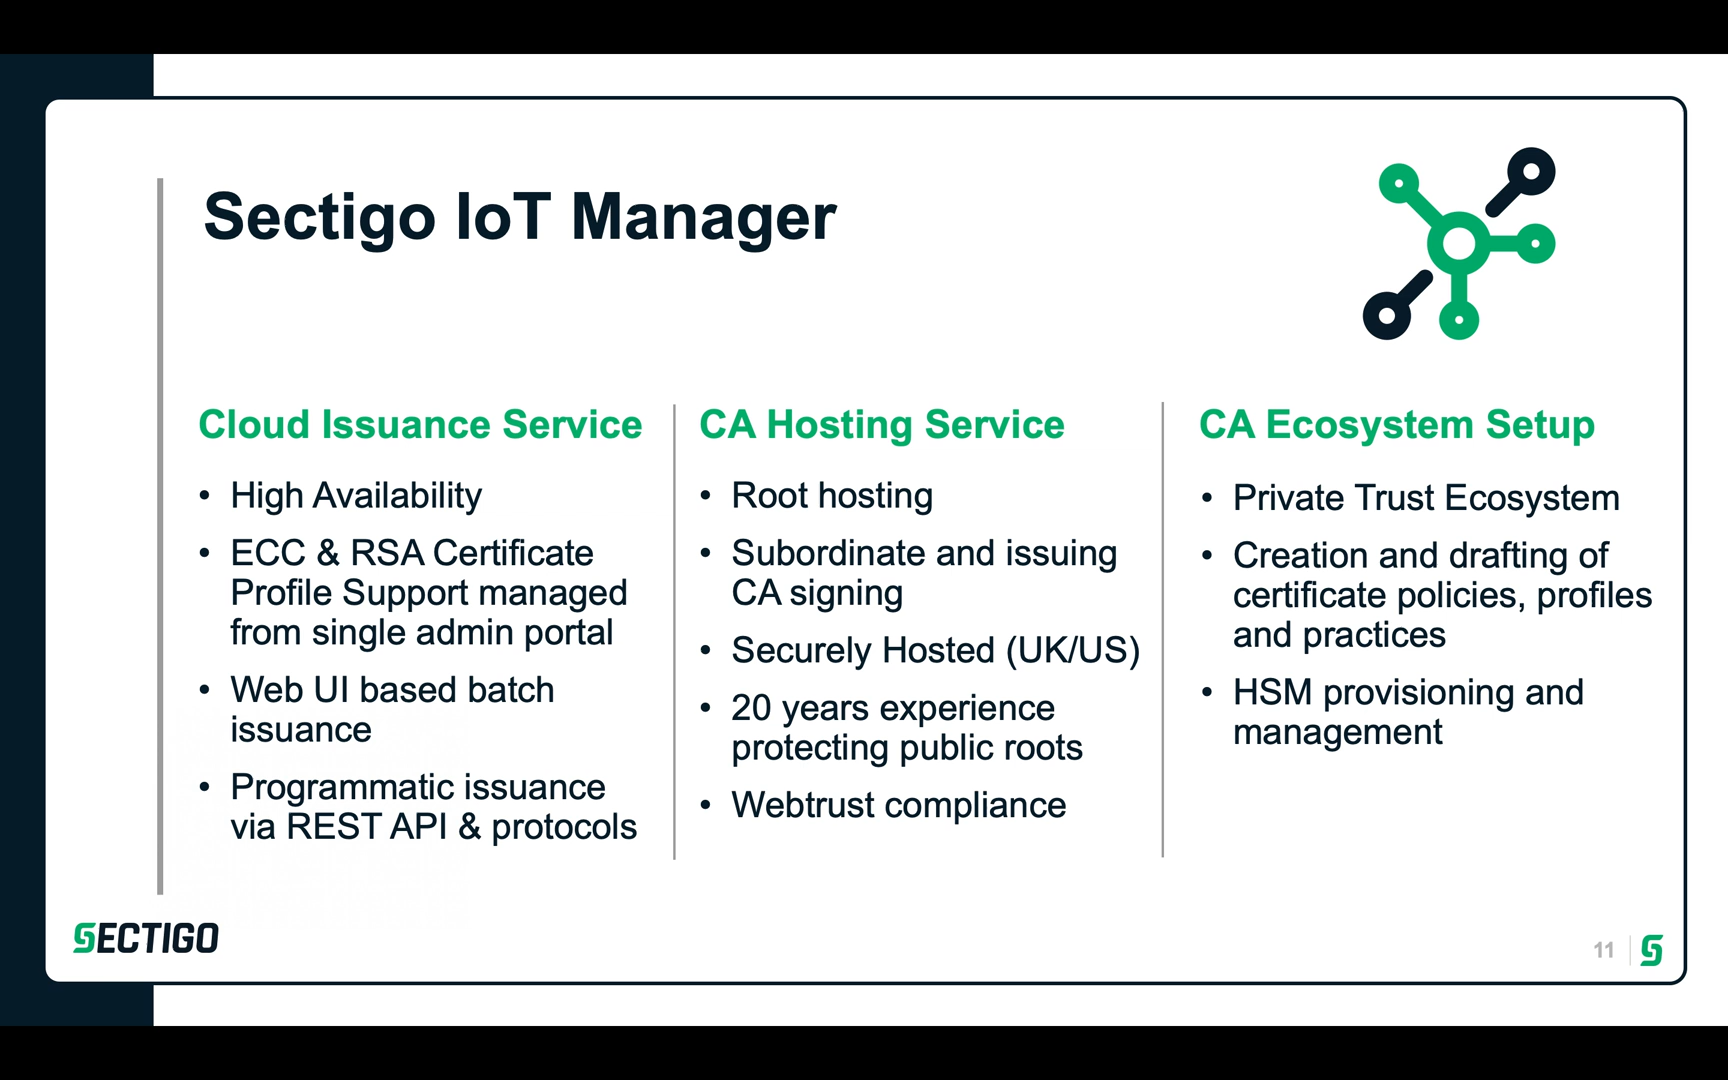 Sectigo IoT Manager
Cloud Issuance Service
• High Availability
• ECC & RSA Certificate
Profile Support managed
from single admin portal
• Web UI based batch
issuance
• Programmatic issuance
via REST API & protocols
CA Hosting Service
• Root hosting
• Subordinate and issuing
CA signing
• Securely Hosted (UK/US)
• 20 years experience
protecting public roots
• Webtrust compliance
CA Ecosystem Setup
• Private Trust Ecosystem
• Creation and drafting of
certificate policies, profiles
and practices
• HSM provisioning and
management
SECTIGO
11
S